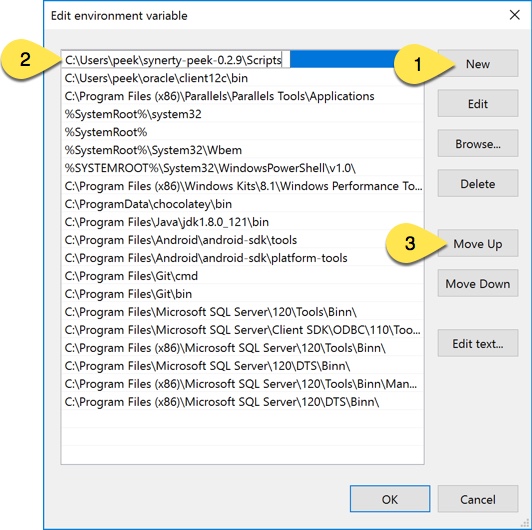 Edit environment variable
2
C:\Users\peek\synerty-peek-0.2.9\Scripts
1
New
C:\Users\peek\oracle\client12c\bin
C:\Program Files (x86)\Parallels\Parallels Tools\Applications
Edit
%SystemRoot%\system32
%SystemRoot%
Browse...
%SystemRoot%\System32\Wbem
%SYSTEMROOT%\System32\WindowsPowerShell\v1.0\
Delete
C:\Program Files (x86)\Windows Kits\8.1\Windows Performance To...
C:\ProgramData\chocolatey\bin
C:\Program Files\Java\jdk1.8.0_121\bin
C:\Program Files\Android\android-sdk\tools
3
Move Up
C:\Program Files\Android\android-sdk\platform-tools
C:\Program Files\Git\cmd
Move Down
C:\Program Files\Git\bin
C:\Program Files\Microsoft SQL Server\120\Tools\Binn\
C:\Program Files\Microsoft SQL Server\Client SDK\ODBC\110\Too...
C:\Program Files (x86)\Microsoft SQL Server\120\Tools\Binn\
Edit text...
C:\Program Files\Microsoft SQL Server\120\DTS\Binn\
C:\Program Files (x86)\Microsoft SQL Server\120\Tools\Binn\Man...
C:\Program Files (x86)\Microsoft SQL Server\120\DTS\Binn\
OK
Cancel